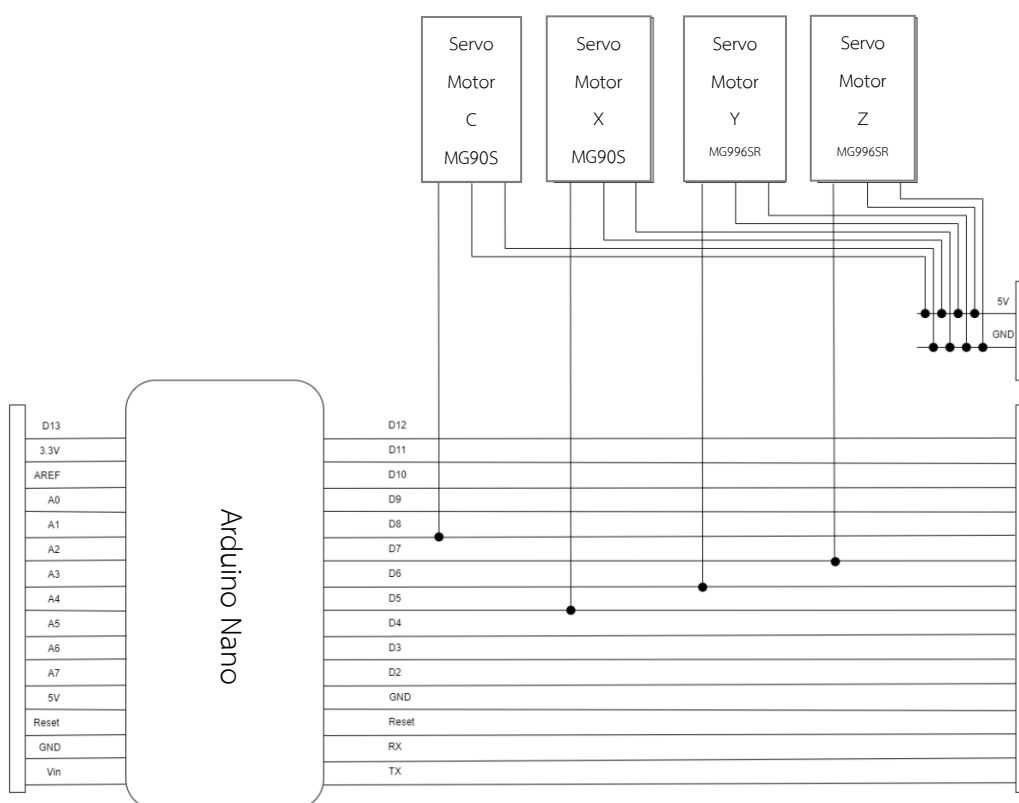 Servo
Motor
C
MG90S
Servo
Motor
X
MG90S
Servo
Motor
Y
MG996SR
Servo
Motor
Z
MG996SR
5V
GND
D13
3.3V
AREF
A0
A1
A2
A3
A4
A5
A6
A7
5V
Reset
GND
Vin
Arduino Nano
D12
D11
D10
D9
D8
D7
D6
D5
D4
D3
D2
GND
Reset
RX
TX